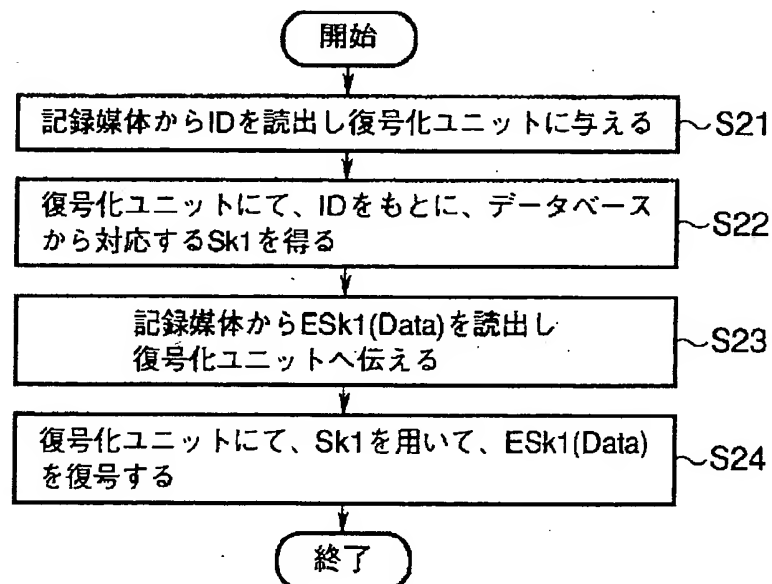 開始
記録媒体からIDを読出し復号化ユニットに与える
~S21
復号化ユニットにて、IDをもとに、データベース
から対応するSk1を得る
~S22
記録媒体からESk1(Data)を読出し
復号化ユニットへ伝える
~S23
復号化ユニットにて、Sk1を用いて、ESk1(Data)
を復号する
~S24
終了